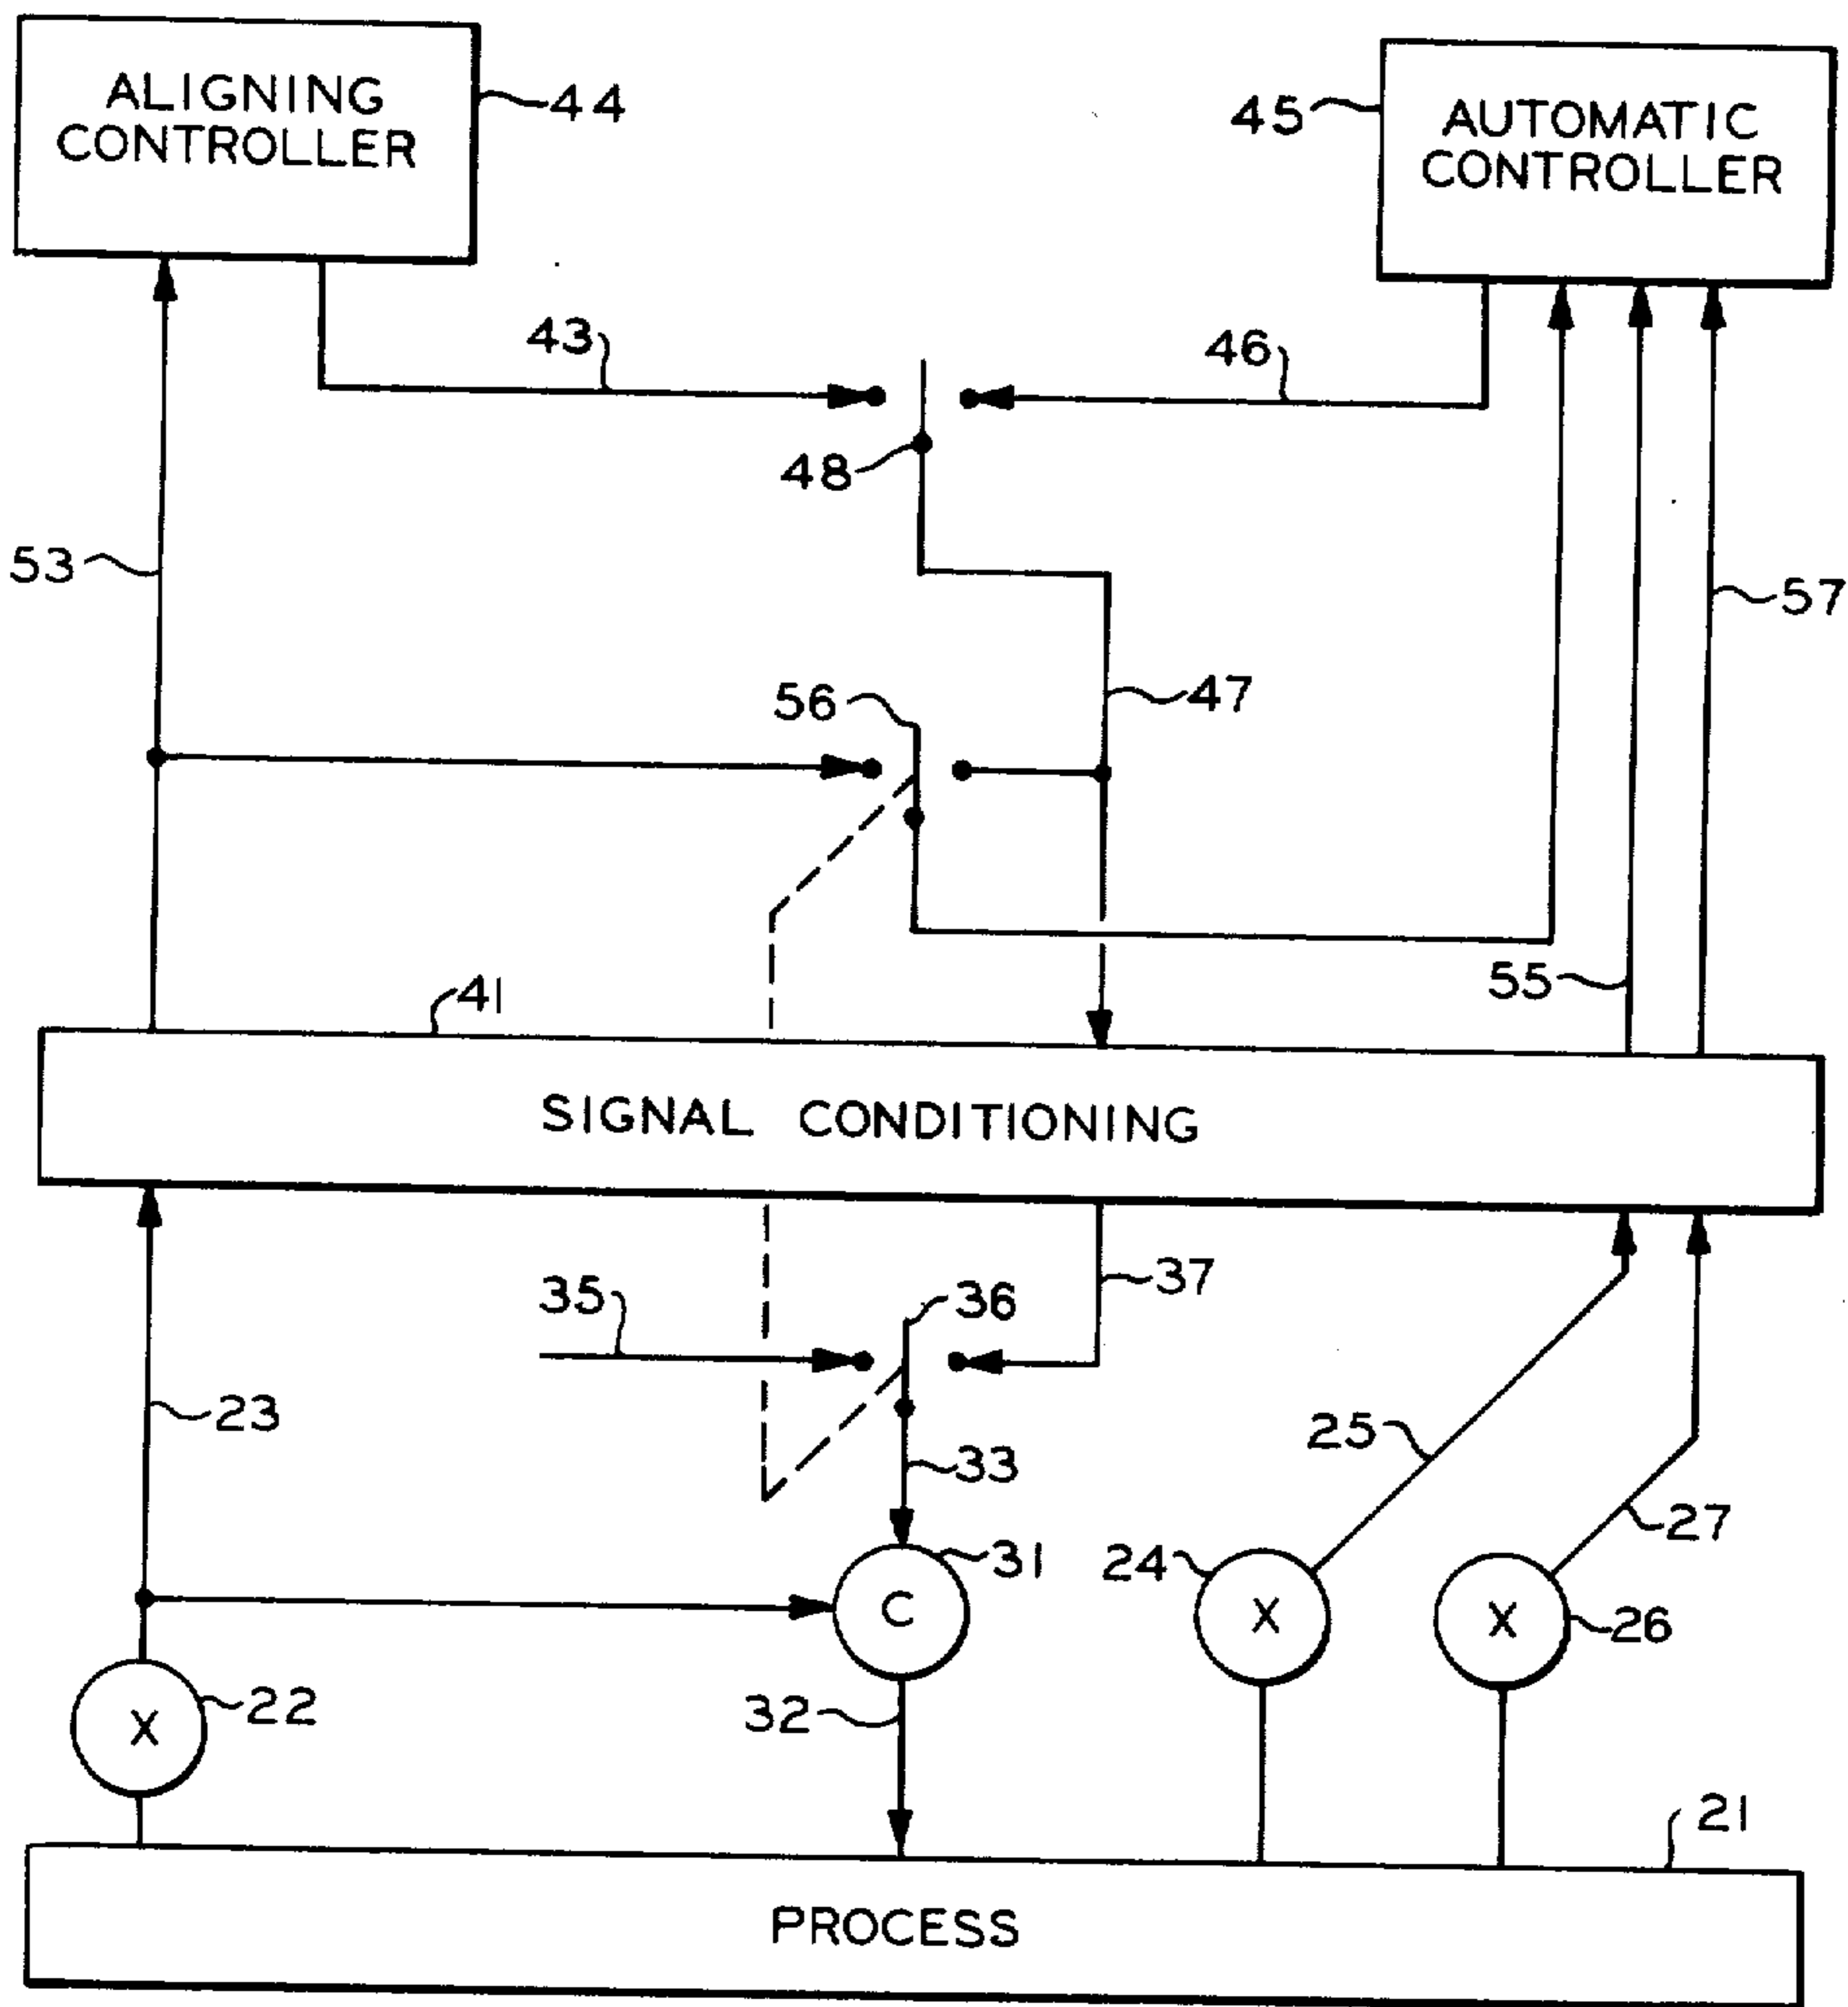 ALIGNING
CONTROLLER
44
45
AUTOMATIC
CONTROLLER
43
46
48
53
57
56
47
55
41
SIGNAL CONDITIONING
35
36
37
23
33
25
27
31
24
C
X
X
26
22
X
32
21
PROCESS